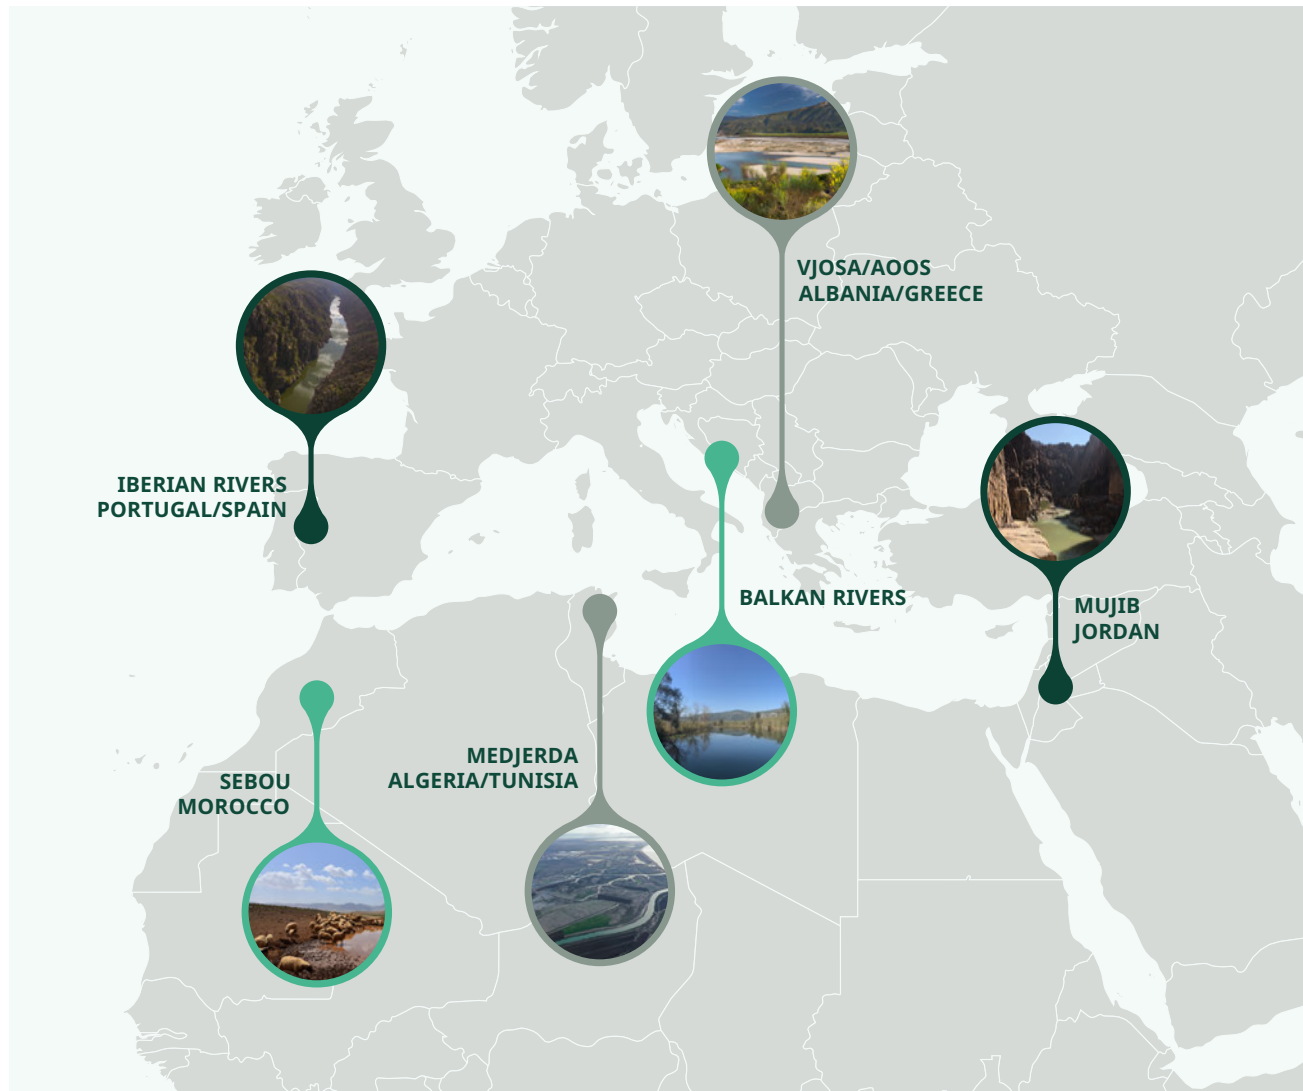 VJOSA/AOOS
ALBANIA/GREECE
IBERIAN RIVERS
PORTUGAL/SPAIN
BALKAN RIVERS
MUJIB
JORDAN
MEDJERDA
ALGERIA/TUNISIA
SEBOU
MOROCCO